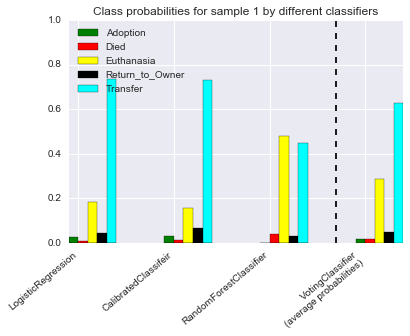 Class probabilities for sample 1 by different classifiers
1.0
0.8
0.6
0.4
0.2
0.0
Adoption
Died
Euthanasia
Return_to_Owner
Transfer
LogisticRegression
CalibratedClassifeir
RandomForestClassifier
VotingClassifier
(average probabilities)